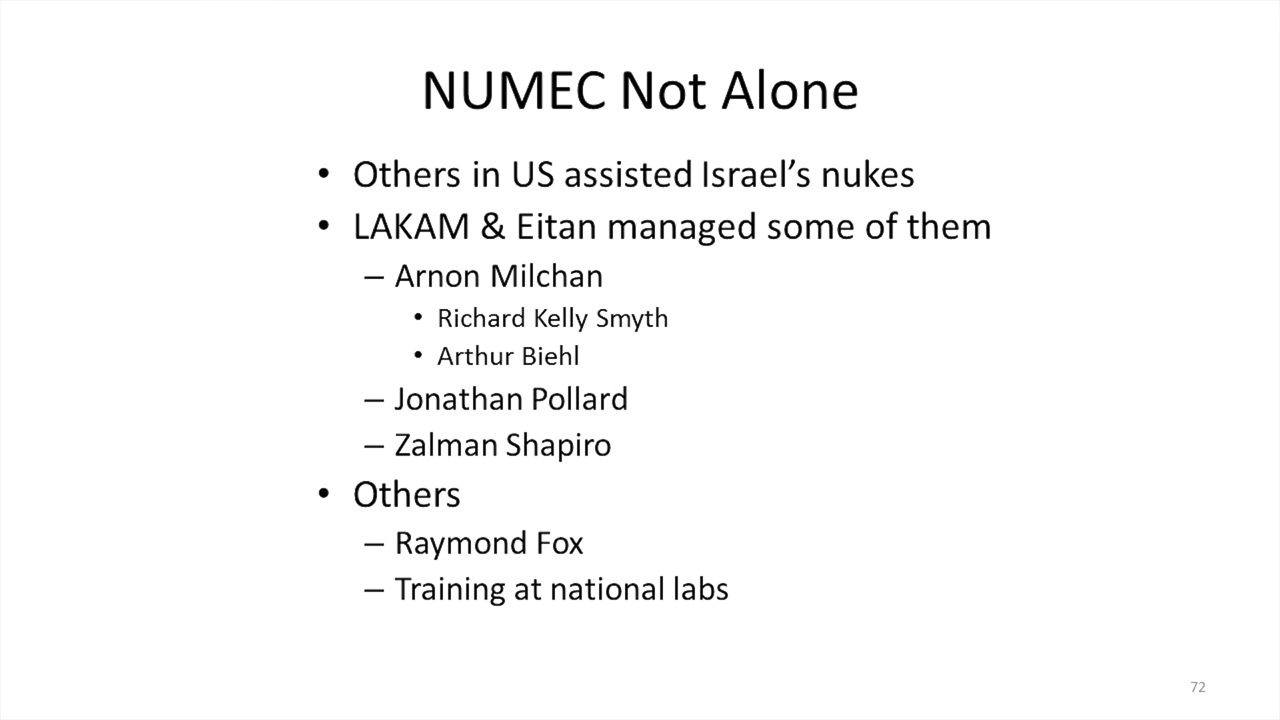 NUMEC Not Alone
• Others in US assisted Israel’s nukes
• LAKAM & Eitan managed some of them
– Arnon Milchan
• Richard Kelly Smyth
• Arthur Biehl
– Jonathan Pollard
– Zalman Shapiro
• Others
– Raymond Fox
– Training at national labs
72